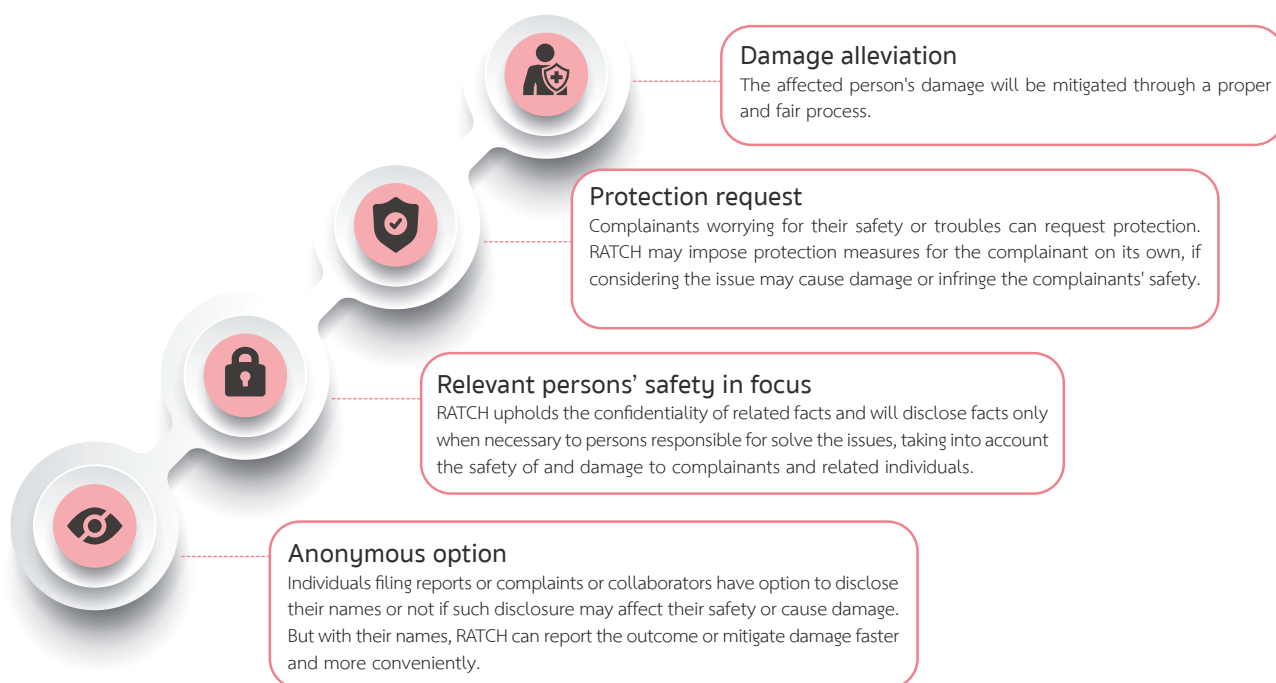 Damage alleviation
The affected person's damage will be mitigated through a proper
and fair process.
Protection request
Complainants worrying for their safety or troubles can request protection.
RATCH may impose protection measures for the complainant on its own, if
considering the issue may cause damage or infringe the complainants' safety.
Relevant persons’ safety in focus
RATCH upholds the confidentiality of related facts and will disclose facts only
when necessary to persons responsible for solve the issues, taking into account
the safety of and damage to complainants and related individuals.
Anonymous option
Individuals filing reports or complaints or collaborators have option to disclose
their names or not if such disclosure may affect their safety or cause damage.
But with their names, RATCH can report the outcome or mitigate damage faster
and more conveniently.